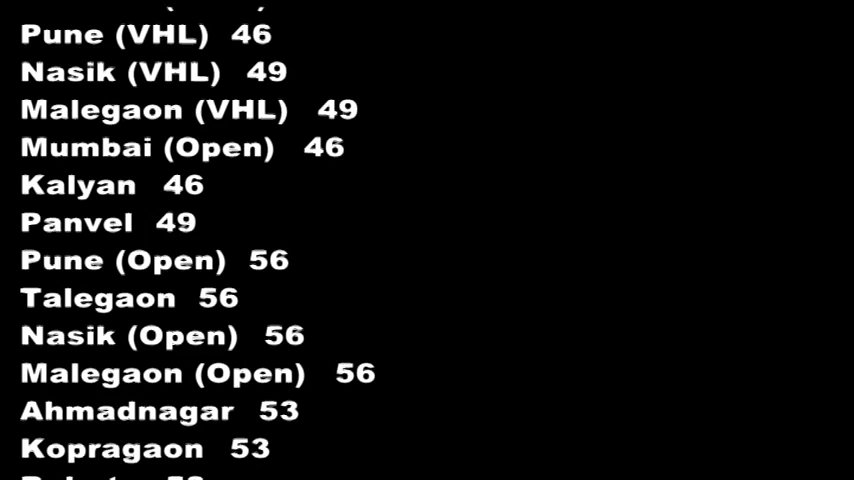 Pune (VHL) 46
Nasik (VHL) 49
Malegaon (VHL) 49
Mumbai (Open) 46
Kalyan 46
Panvel 49
Pune (Open) 56
Talegaon 56
Nasik (Open) 56
Malegaon (Open) 56
Ahmadnagar 53
Kopragaon 53